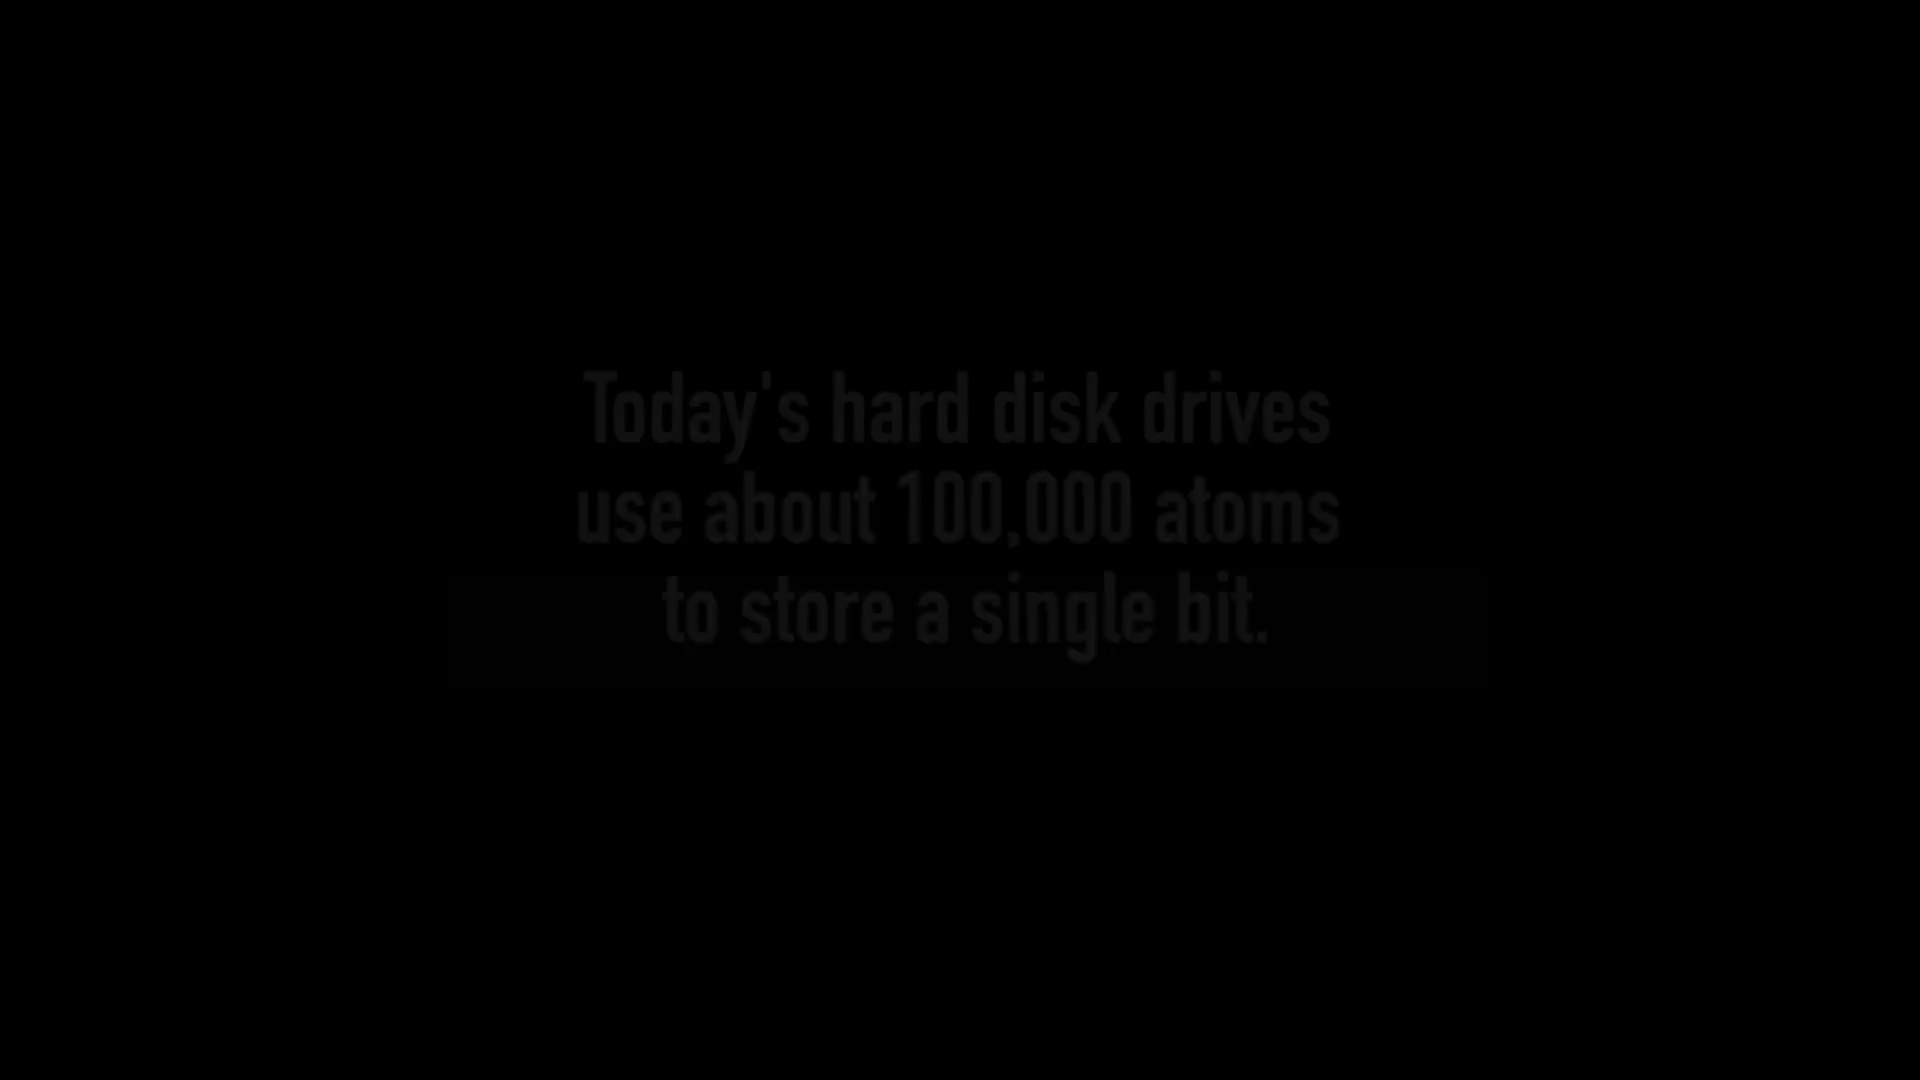 Today's hard disk drives
use about 100,000 atoms
to store a single bit.